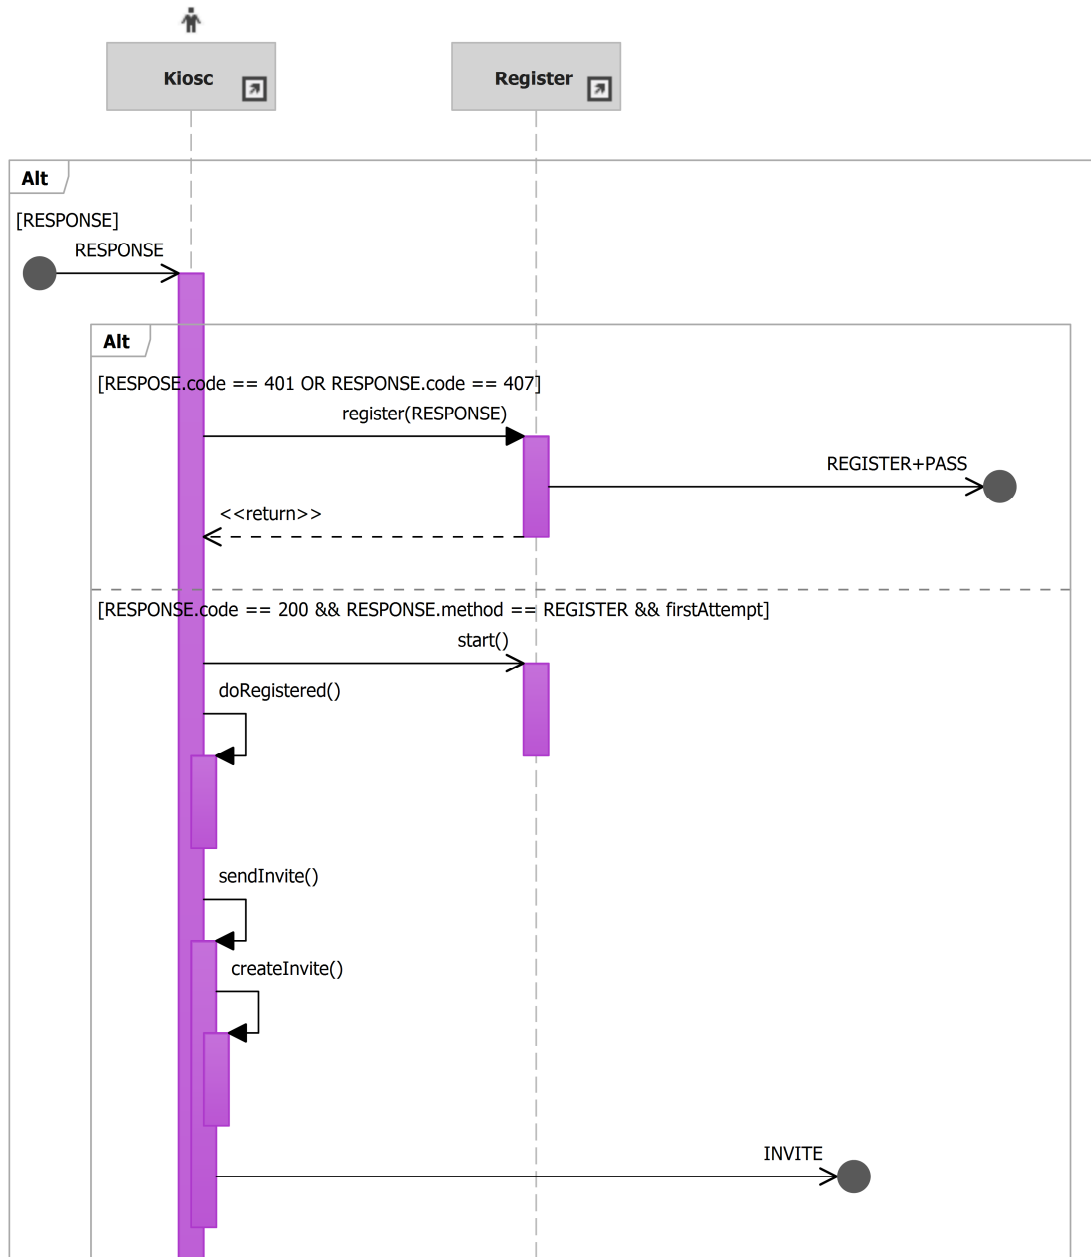 Kiosc
Register
Alt
[RESPONSE]
RESPONSE
Alt
[RESPOSE.code == 401 OR RESPONSE.code == 407]
register(RESPONSE)
REGISTER+PASS
<<return>>
[RESPONSE.code == 200 && RESPONSE.method == REGISTER && firstAttempt]
start()
doRegistered()
sendInvite()
createInvite()
INVITE